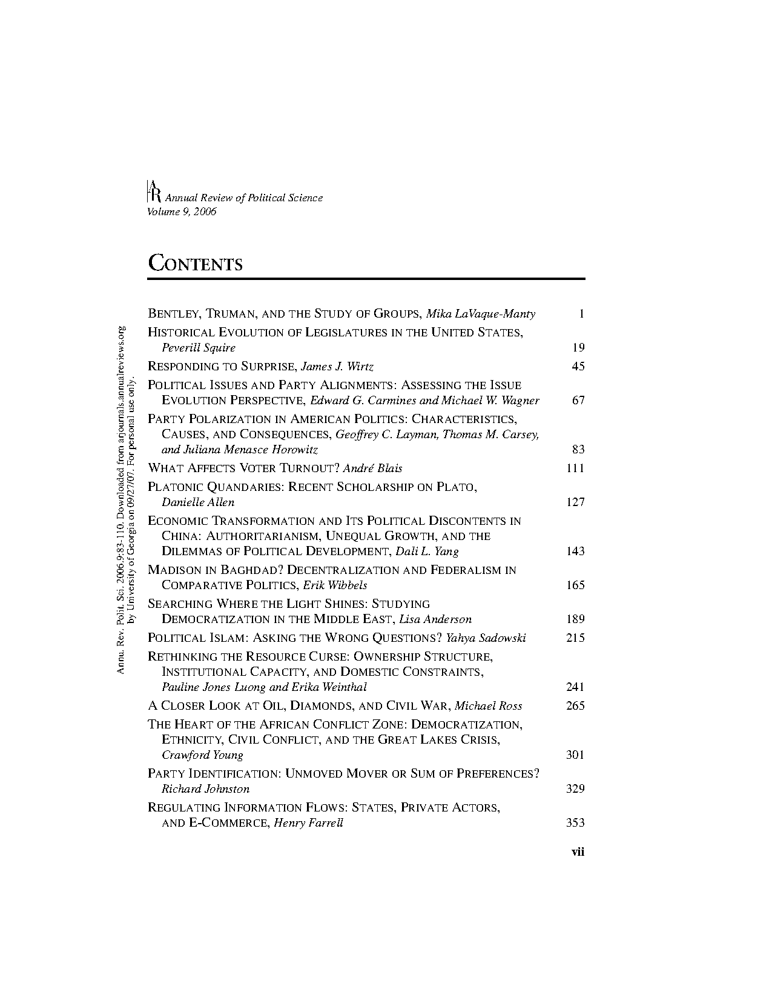 AR Annual Review of Political Science
Volume 9, 2006
CONTENTS
BENTLEY, TRUMAN, AND THE STUDY OF GROUPS, Mika LaVaque-Manty 1
HISTORICAL EVOLUTION OF LEGISLATURES IN THE UNITED STATES,
Peverill Squire 19
RESPONDING TO SURPRISE, James J. Wirtz 45
POLITICAL ISSUES AND PARTY ALIGNMENTS: ASSESSING THE ISSUE
EVOLUTION PERSPECTIVE, Edward G. Carmines and Michael W. Wagner 67
PARTY POLARIZATION IN AMERICAN POLITICS: CHARACTERISTICS,
CAUSES, AND CONSEQUENCES, Geoffrey C. Layman, Thomas M. Carsey,
and Juliana Menasce Horowitz 83
WHAT AFFECTS VOTER TURNOUT? André Blais 111
PLATONIC QUANDARIES: RECENT SCHOLARSHIP ON PLATO,
Danielle Allen 127
ECONOMIC TRANSFORMATION AND ITS POLITICAL DISCONTENTS IN
CHINA: AUTHORITARIANISM, UNEQUAL GROWTH, AND THE
DILEMMAS OF POLITICAL DEVELOPMENT, Dali L. Yang 143
MADISON IN BAGHDAD? DECENTRALIZATION AND FEDERALISM IN
COMPARATIVE POLITICS, Erik Wibbels 165
SEARCHING WHERE THE LIGHT SHINES: STUDYING
DEMOCRATIZATION IN THE MIDDLE EAST, Lisa Anderson 189
POLITICAL ISLAM: ASKING THE WRONG QUESTIONS? Yahya Sadowski 215
RETHINKING THE RESOURCE CURSE: OWNERSHIP STRUCTURE,
INSTITUTIONAL CAPACITY, AND DOMESTIC CONSTRAINTS,
Pauline Jones Luong and Erika Weinthal 241
A CLOSER LOOK AT OIL, DIAMONDS, AND CIVIL WAR, Michael Ross 265
THE HEART OF THE AFRICAN CONFLICT ZONE: DEMOCRATIZATION,
ETHNICITY, CIVIL CONFLICT, AND THE GREAT LAKES CRISIS,
Crawford Young 301
PARTY IDENTIFICATION: UNMOVED MOVER OR SUM OF PREFERENCES?
Richard Johnston 329
REGULATING INFORMATION FLOWS: STATES, PRIVATE ACTORS,
AND E-COMMERCE, Henry Farrell 353
vii
Annu. Rev. Polit. Sci. 2006.9:83-110. Downloaded from arjournals.annualreviews.org
by University of Georgia on 09/27/07. For personal use only.